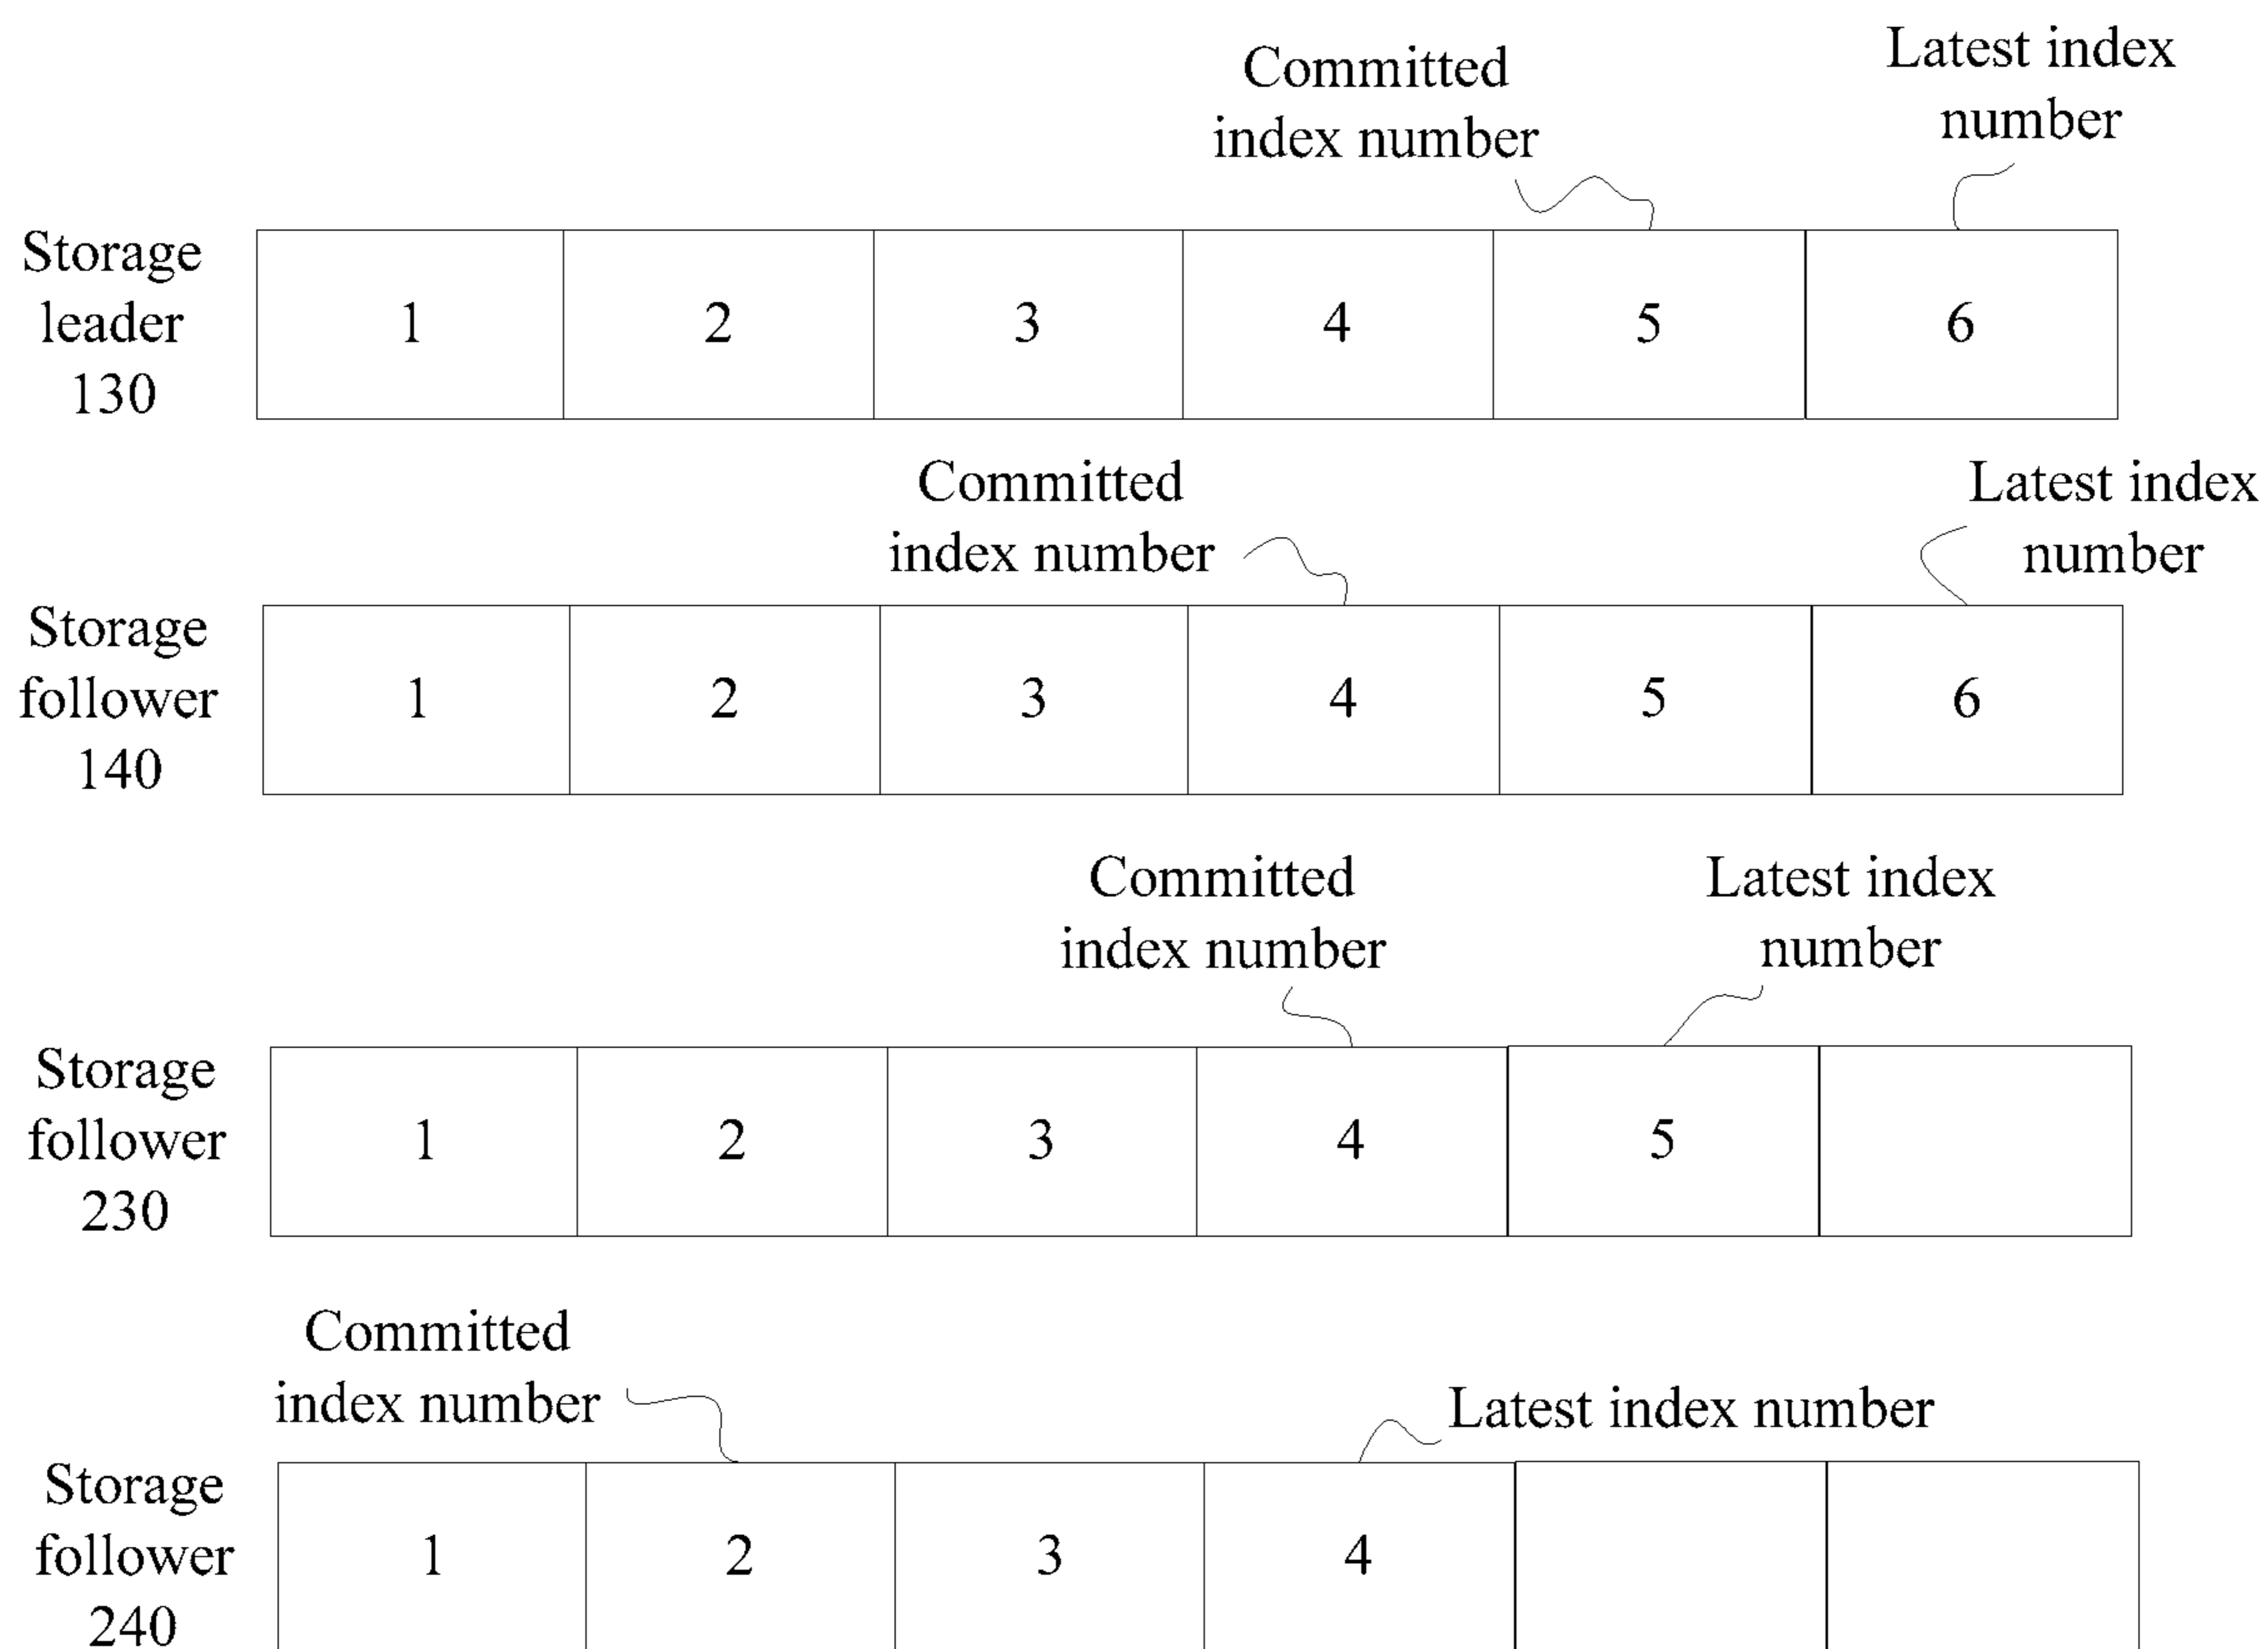 Committed
index number
Latest index
number
Storage
leader
130
1
2
3
4
5
6
Committed
index number
Latest index
number
Storage
follower
140
1
2
3
4
5
6
Committed
index number
Latest index
number
Storage
follower
230
1
2
3
4
5
Committed
index number
Latest index number
Storage
follower
240
1
2
3
4